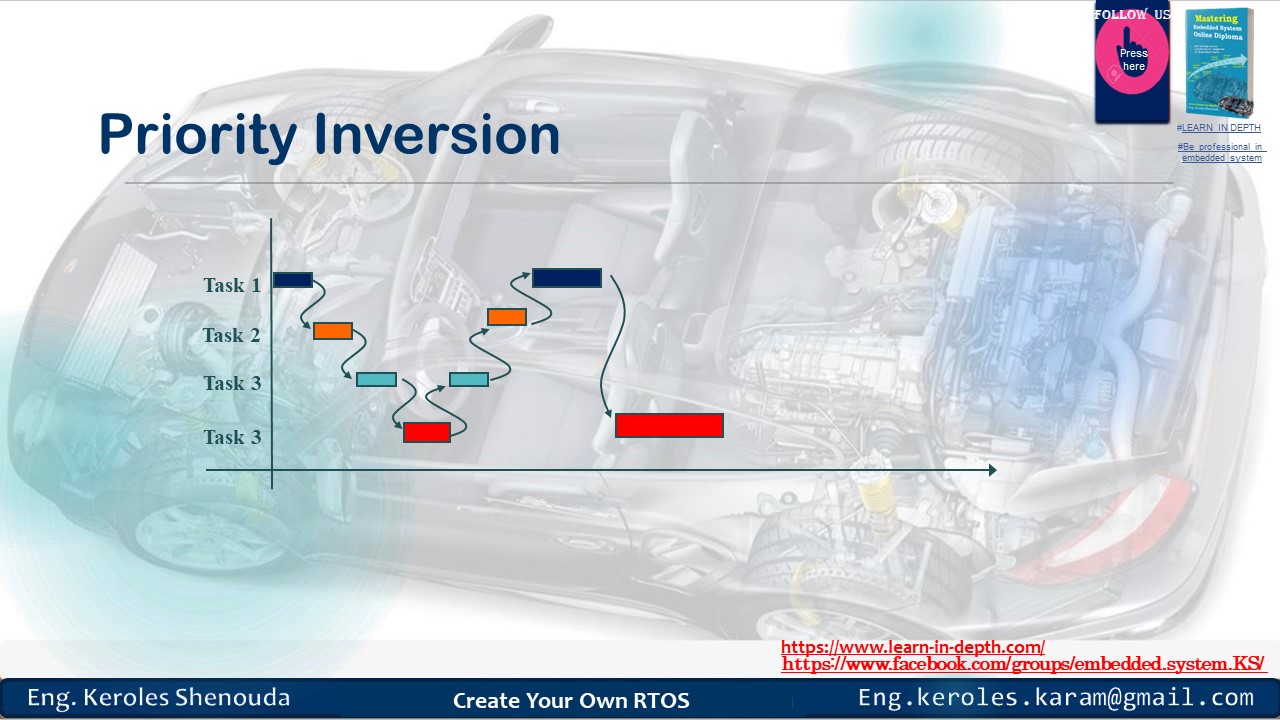 FOLLOW US
Press
here
Mastering
Embedded System
Online Diploma
#LEARN IN DEPTH
#Be professional in
embedded system
Priority Inversion
Task 1
Task 2
Task 3
Task 3
https://www.learn-in-depth.com/
https://www.facebook.com/groups/embedded.system.KS/
Eng. Keroles Shenouda
Create Your Own RTOS
Eng.keroles.karam@gmail.com